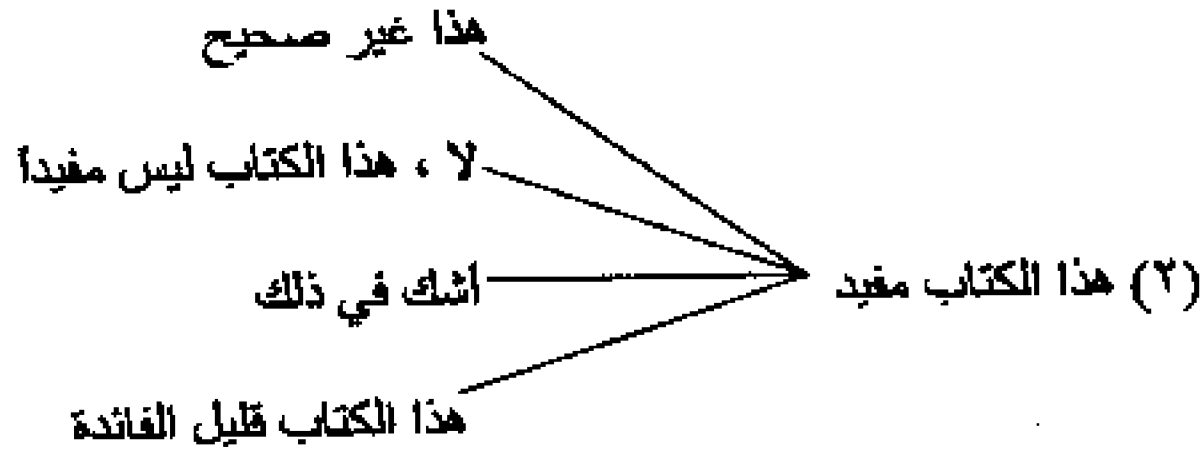 هذا غير صحيح
لا ، هذا الكتاب ليس مفيداً
(٢) هذا الكتاب مفيد
أشك في ذلك
هذا الكتاب قليل الفائدة